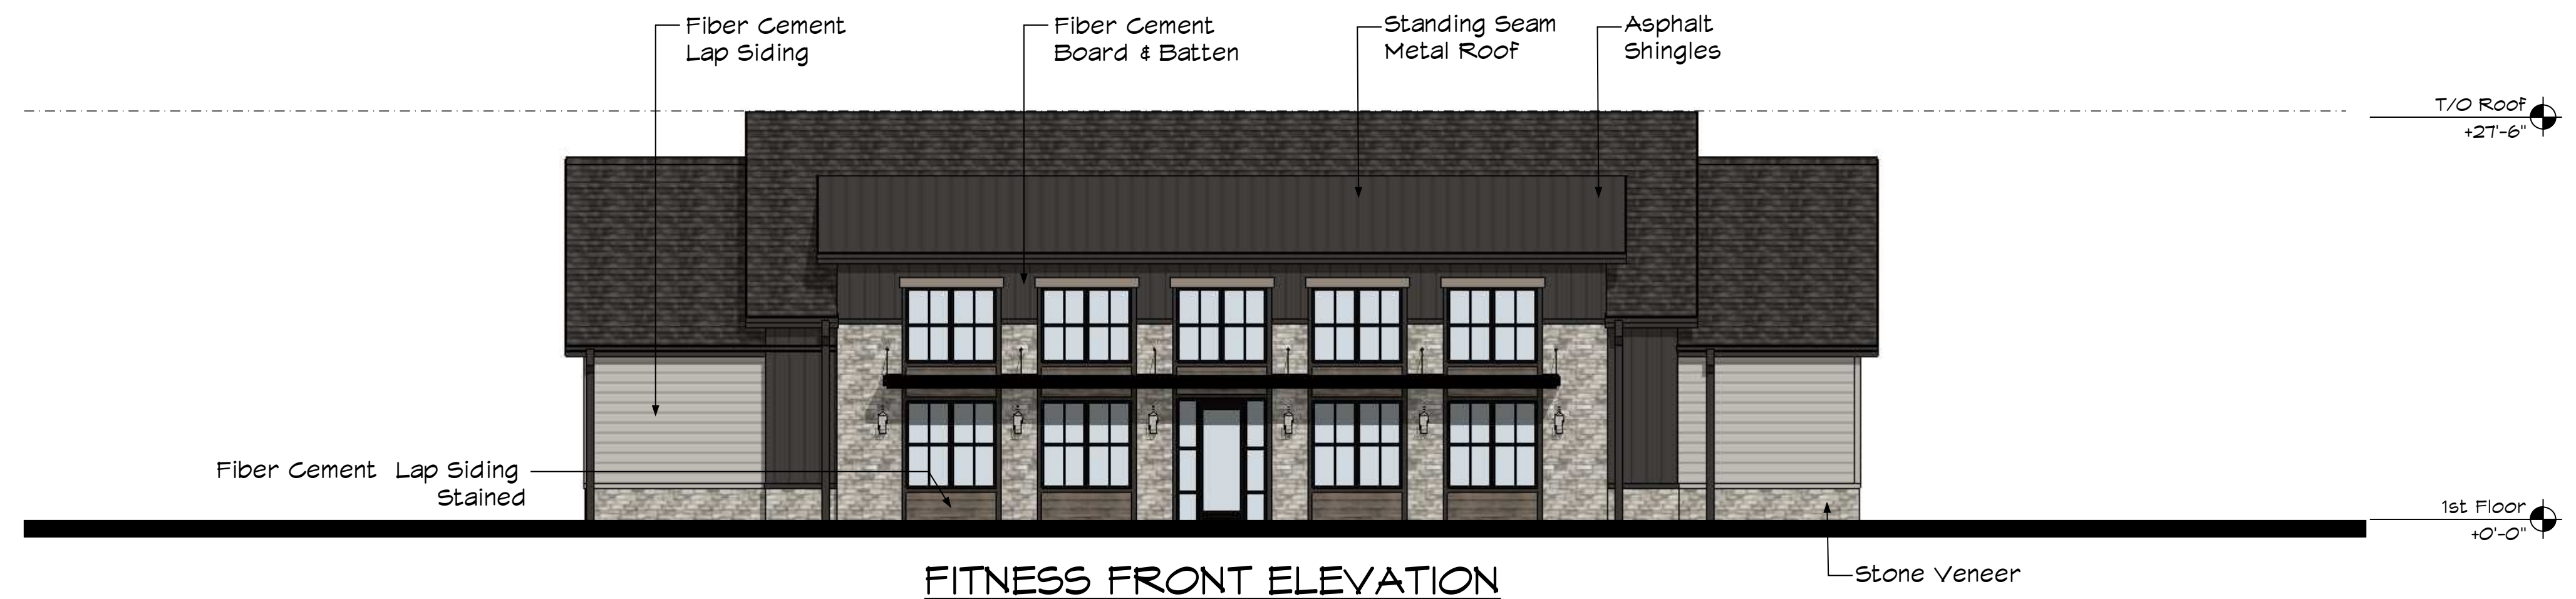 Fiber Cement
Lap Siding
Fiber Cement
Board & Batten
Standing Seam
Metal Roof
Asphalt
Shingles
T/O Roof
+27'-6"
Fiber Cement Lap Siding
Stained
1st Floor
+0'-0"
Stone Veneer
FITNESS FRONT ELEVATION